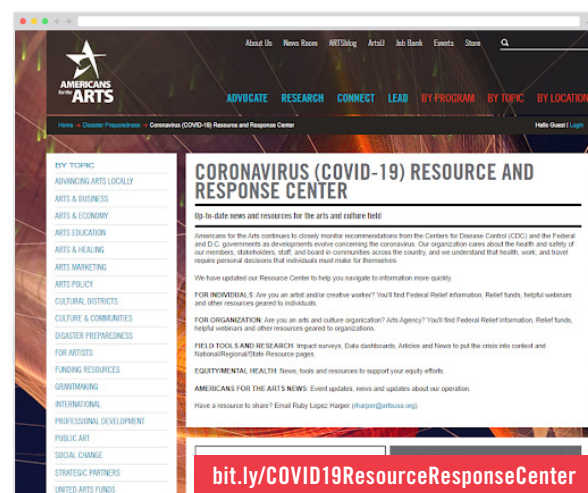 About Us News Room ARTSblog ArtsU Job Bank Events Store
AMERICANS
for the ARTS
ADVOCATE RESEARCH CONNECT LEAD BY PROGRAM BY TOPIC BY LOCATION
Home Disaster Preparedness Coronavirus (COVID-19) Resource and Response Center
Hello Guest | Login
BY TOPIC
ADVANCING ARTS LOCALLY
ARTS & BUSINESS
ARTS & ECONOMY
ARTS EDUCATION
ARTS & HEALING
ARTS MARKETING
ARTS POLICY
CULTURAL DISTRICTS
CULTURE & COMMUNITIES
DISASTER PREPAREDNESS
FOR ARTISTS
FUNDING RESOURCES
GRANTMAKING
INTERNATIONAL
PROFESSIONAL DEVELOPMENT
PUBLIC ART
SOCIAL CHANGE
STRATEGIC PARTNERS
UNITED ARTS FUNDS
CORONAVIRUS (COVID-19) RESOURCE AND
RESPONSE CENTER
Up-to-date news and resources for the arts and culture field
Americans for the Arts continues to closely monitor recommendations from the Centers for Disease Control (CDC) and the Federal
and D.C. governments as developments evolve concerning the coronavirus. Our organization cares about the health and safety of
our members, stakeholders, staff, and board in communities across the country, and we understand that health, work, and travel
require personal decisions that individuals must make for themselves.
We have updated our Resource Center to help you navigate to information more quickly.
FOR INDIVIDUALS: Are you an artist and/or creative worker? You'll find Federal Relief information, Relief funds, helpful webinars
and other resources geared to individuals.
FOR ORGANIZATION: Are you an arts and culture organization? Arts Agency? You'll find Federal Relief information, Relief funds,
helpful webinars and other resources geared to organizations.
FIELD TOOLS AND RESEARCH: Impact surveys, Data dashboards, Articles and News to put the crisis into context and
National/Regional/State Resource pages.
EQUITY/MENTAL HEALTH: News, tools and resources to support your equity efforts.
AMERICANS FOR THE ARTS NEWS: Event updates, news and updates about our operation.
Have a resource to share? Email Ruby Lopez Harper (rharper@artsusa.org).
bit.ly/COVID19ResourceResponseCenter